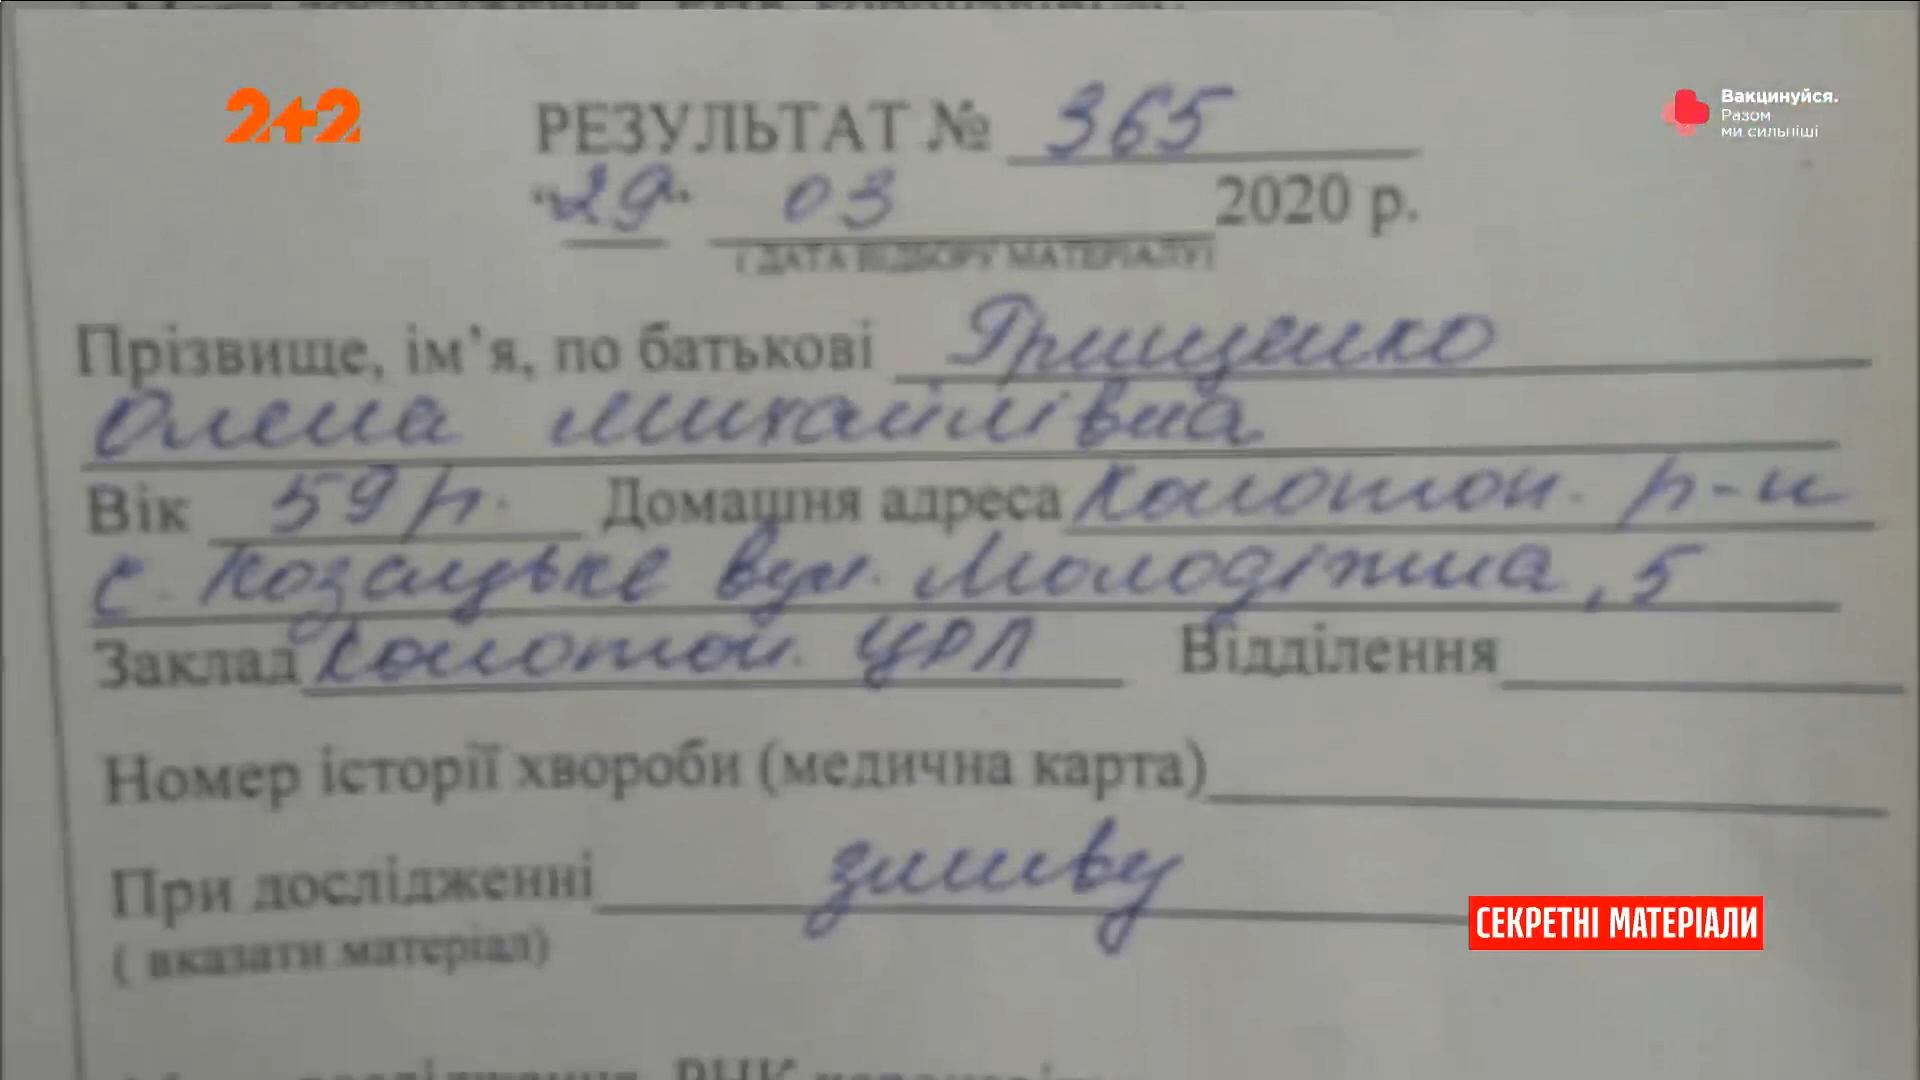 2+2
Вакцинуйся.
Разом
ми сильніші
РЕЗУЛЬТАТ № 365
"29" 03 2020 р.
( ДАТА ВІДБОРУ МАТЕРІАЛУ)
Прізвище, ім’я, по батькові Грищенко
Олена Михайлівна
Вік 59 р. Домашня адреса Конотоп. р-н
с. Козацьке вул. Молодіжна, 5
Заклад Конотоп. ЦРЛ Відділення
Номер історії хвороби (медична карта)
При дослідженні змиву
( вказати матеріал)
СЕКРЕТНІ МАТЕРІАЛИ